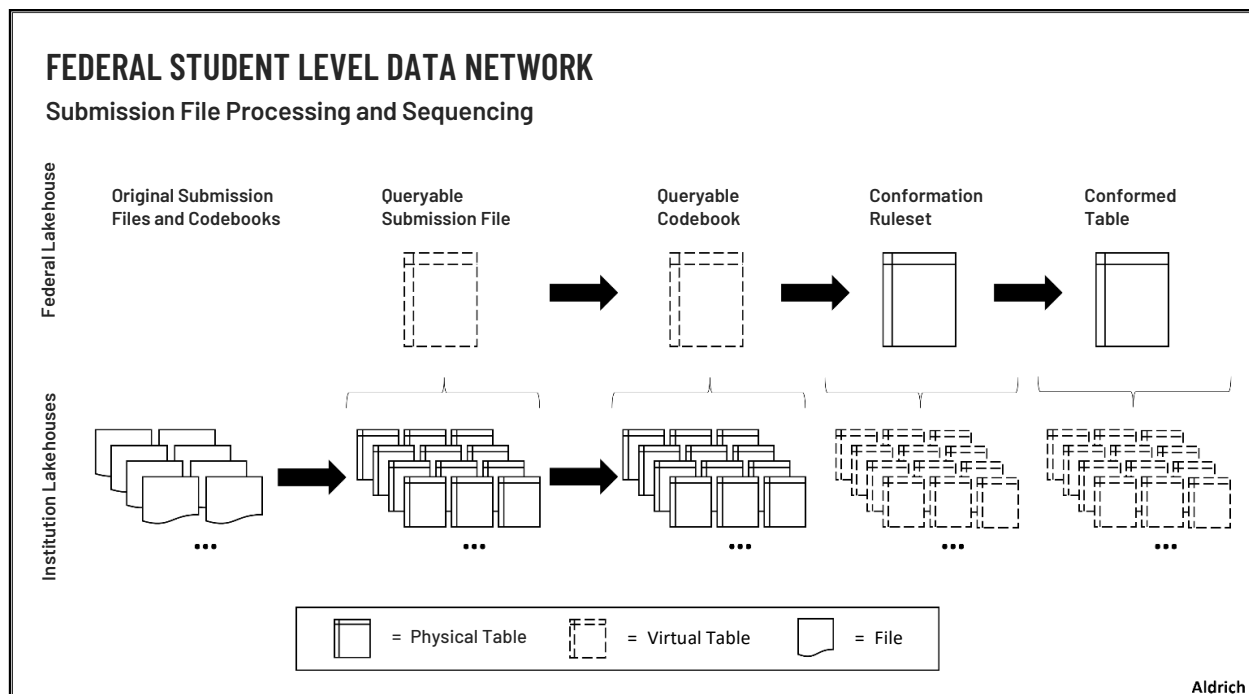 FEDERAL STUDENT LEVEL DATA NETWORK
Submission File Processing and Sequencing
Federal Lakehouse
Original Submission
Files and Codebooks
Queryable
Submission File
Queryable
Codebook
Conformation
Ruleset
Conformed
Table
Institution Lakehouses
...
...
...
...
...
= Physical Table
= Virtual Table
= File
Aldrich